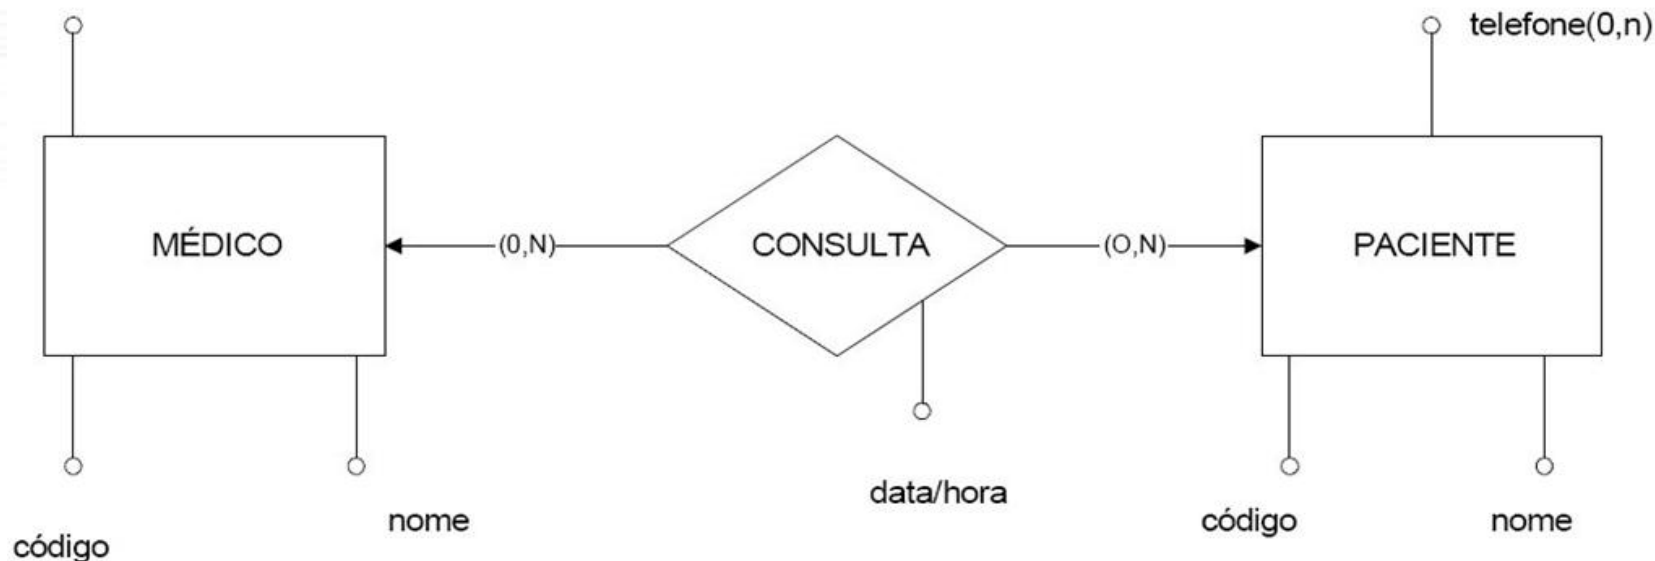 telefone(0,n)
MÉDICO
(0,N)
CONSULTA
(O,N)
PACIENTE
data/hora
código
nome
código
nome